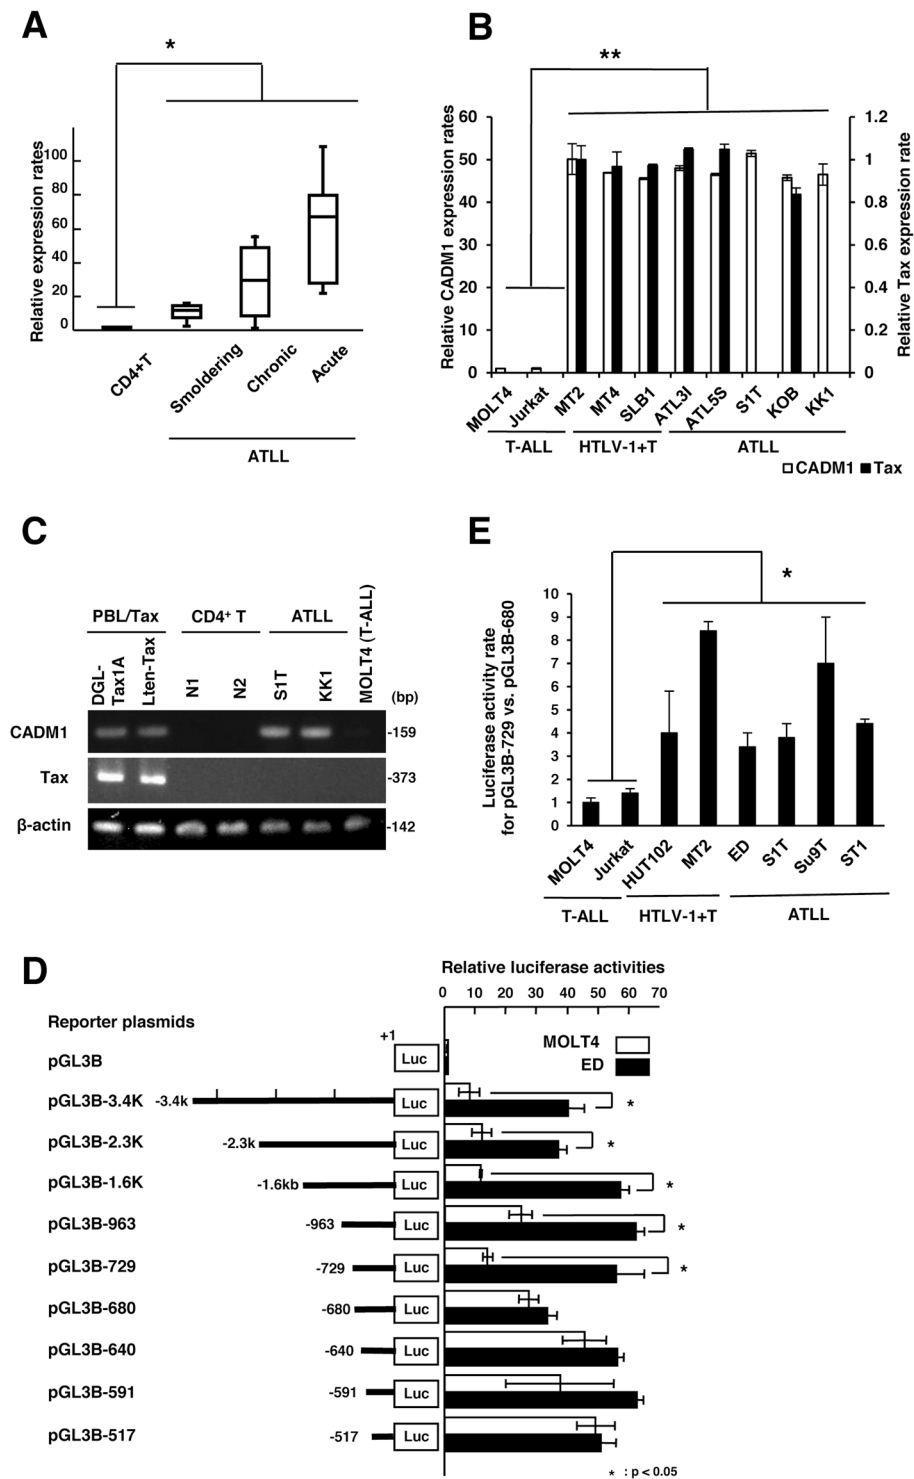 A
*
Relative expression rates
100
80
60
40
20
0
CD4+T
Smoldering
Chronic
Acute
ATLL
B
**
Relative CADM1 expression rates
60
50
40
30
20
10
0
1.2
1
0.8
0.6
0.4
0.2
0
Relative Tax expression rate
MOLT4
Jurkat
MT2
MT4
SLB1
ATL3I
ATL5S
S1T
KOB
KK1
T-ALL
HTLV-1+T
ATLL
CADM1 Tax
C
PBL/Tax
CD4+ T
ATLL
MOLT4 (T-ALL)
DGL-Tax1A
Lten-Tax
N1
N2
S1T
KK1
(bp)
CADM1
-159
Tax
-373
β-actin
-142
E
*
Luciferase activity rate
for pGL3B-729 vs. pGL3B-680
10
9
8
7
6
5
4
3
2
1
0
MOLT4
Jurkat
HUT102
MT2
ED
S1T
Su9T
ST1
T-ALL
HTLV-1+T
ATLL
D
Relative luciferase activities
0 10 20 30 40 50 60 70
Reporter plasmids
+1
MOLT4
ED
pGL3B Luc
pGL3B-3.4K -3.4k Luc *
pGL3B-2.3K -2.3k Luc *
pGL3B-1.6K -1.6kb Luc *
pGL3B-963 -963 Luc *
pGL3B-729 -729 Luc *
pGL3B-680 -680 Luc
pGL3B-640 -640 Luc
pGL3B-591 -591 Luc
pGL3B-517 -517 Luc
* : p < 0.05